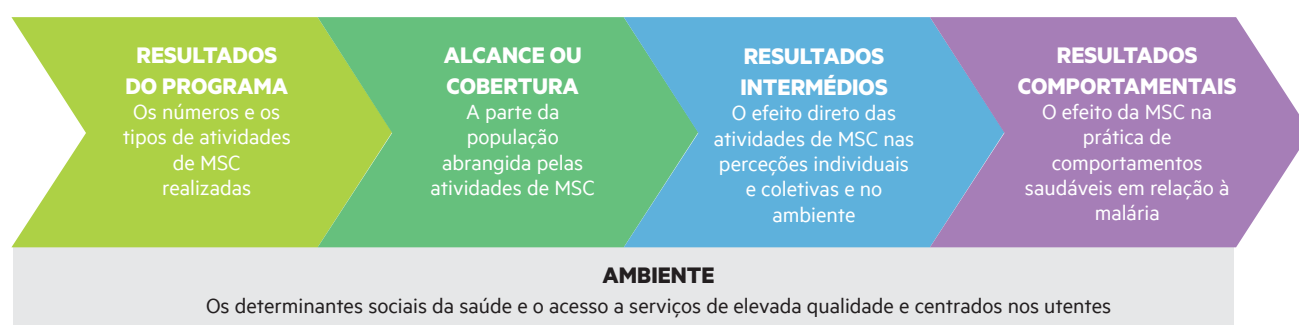 RESULTADOS
DO PROGRAMA
Os números e os
tipos de atividades
de MSC
realizadas
ALCANCE OU
COBERTURA
A parte da
população
abrangida pelas
atividades de MSC
RESULTADOS
INTERMÉDIOS
O efeito direto das
atividades de MSC nas
perceções individuais
e coletivas e no
ambiente
RESULTADOS
COMPORTAMENTAIS
O efeito da MSC na
prática de
comportamentos
saudáveis em relação à
malária
AMBIENTE
Os determinantes sociais da saúde e o acesso a serviços de elevada qualidade e centrados nos utentes